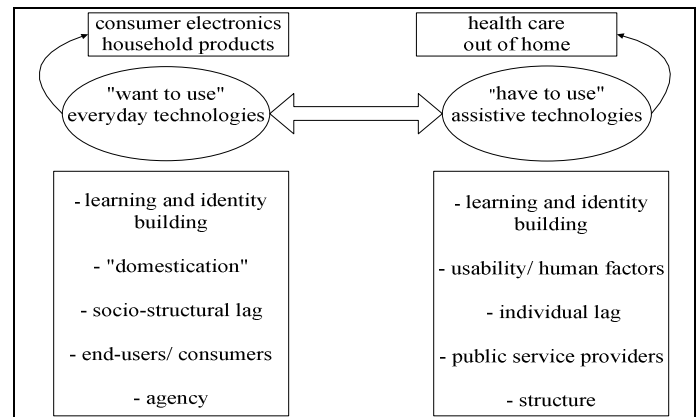 consumer electronics
household products
health care
out of home
"want to use"
everyday technologies
"have to use"
assistive technologies
- learning and identity
building
- "domestication"
- socio-structural lag
- end-users/ consumers
- agency
- learning and identity
building
- usability/ human factors
- individual lag
- public service providers
- structure